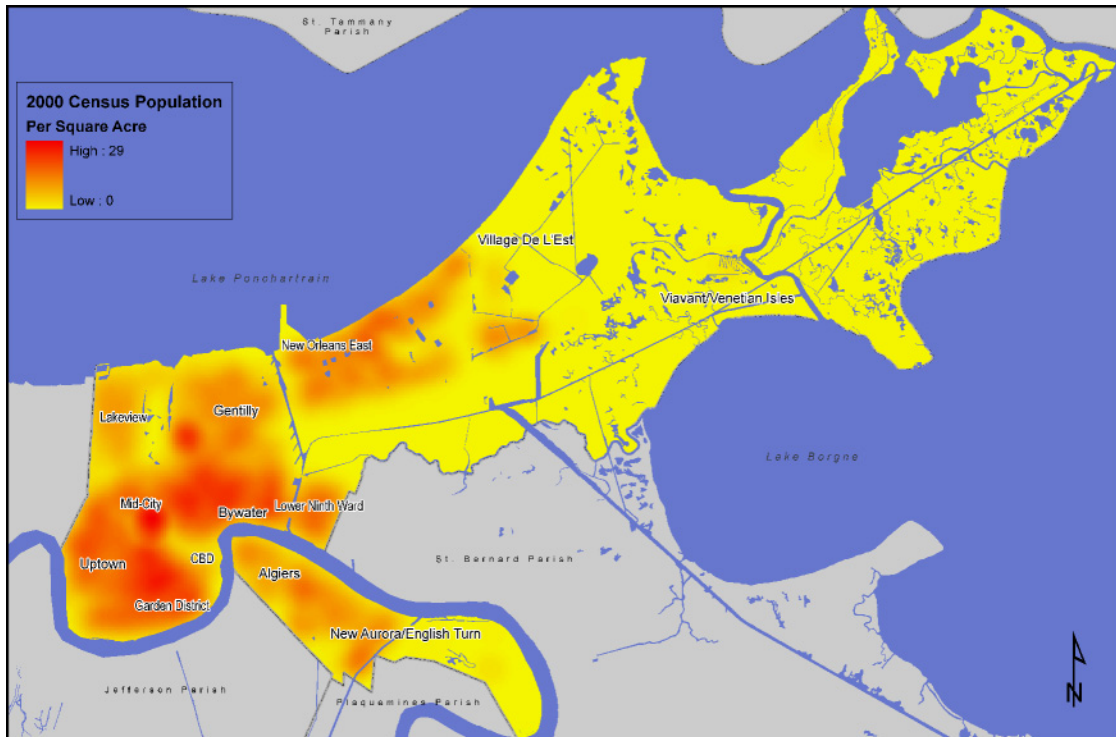 St. Tammany
Parish
2000 Census Population
Per Square Acre
High : 29
Low : 0
Village De L'Est
Lake Ponchartrain
Viavant/Venetian Isles
New Orleans East
Lakeview
Gentilly
Lake Borgne
Mid-City
Bywater
Lower Ninth Ward
CBD
Uptown
St. Bernard Parish
Algiers
Garden District
New Aurora/English Turn
Jefferson Parish
Plaquemines Parish
N